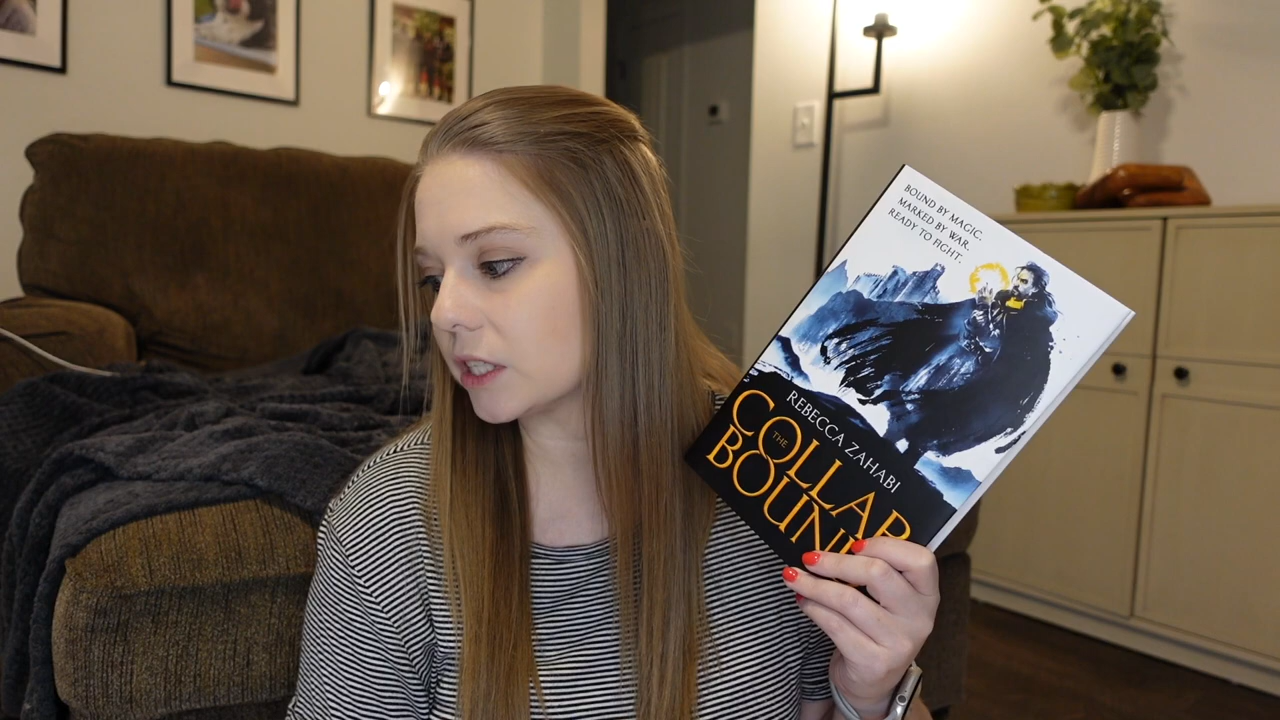 BOUND BY MAGIC.
MARKED BY WAR.
READY TO FIGHT.
REBECCA ZAHABI
THE
COLLAR
BOUN